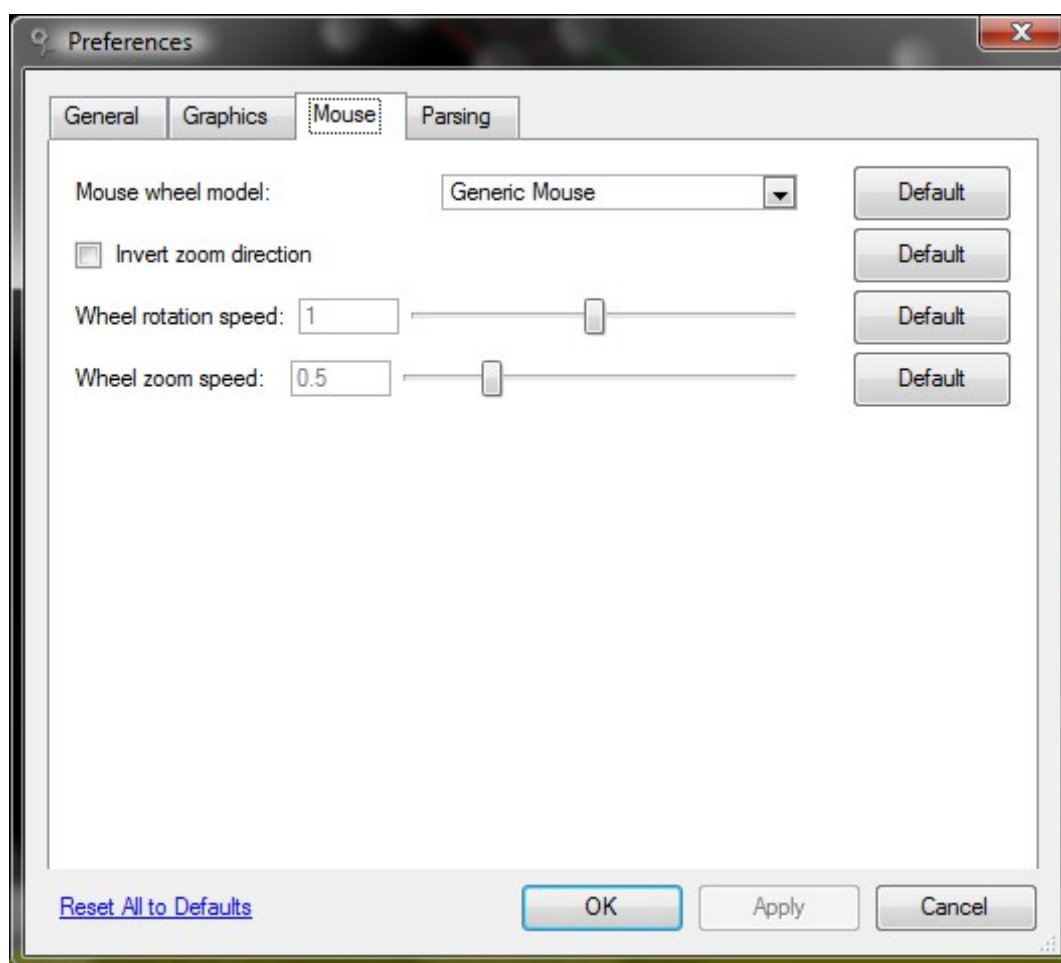 Preferences
General Graphics Mouse Parsing
Mouse wheel model: Generic Mouse Default
Invert zoom direction Default
Wheel rotation speed: 1 Default
Wheel zoom speed: 0.5 Default
Reset All to Defaults OK Apply Cancel